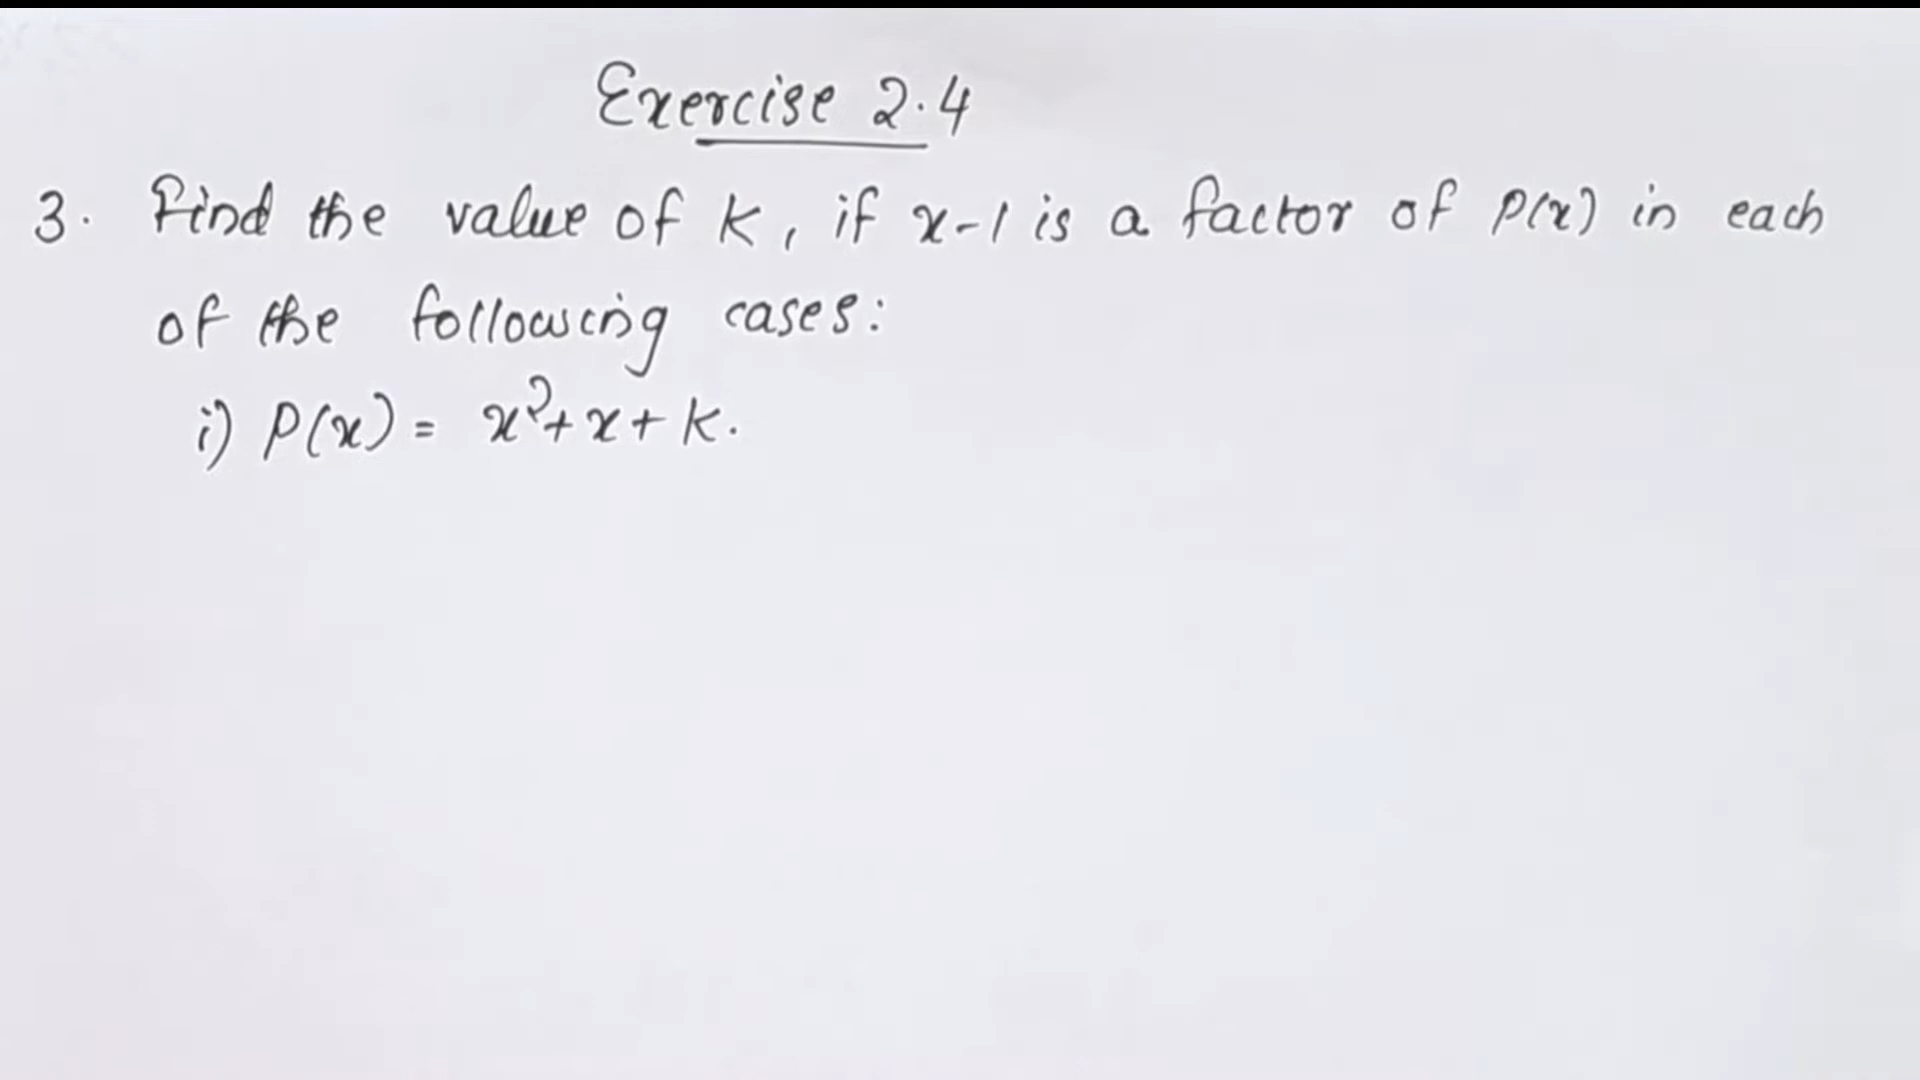 Exercise 2.4
3. Find the value of K, if x-1 is a factor of P(x) in each
of the following cases:
i) P(x) = x²+x+K.